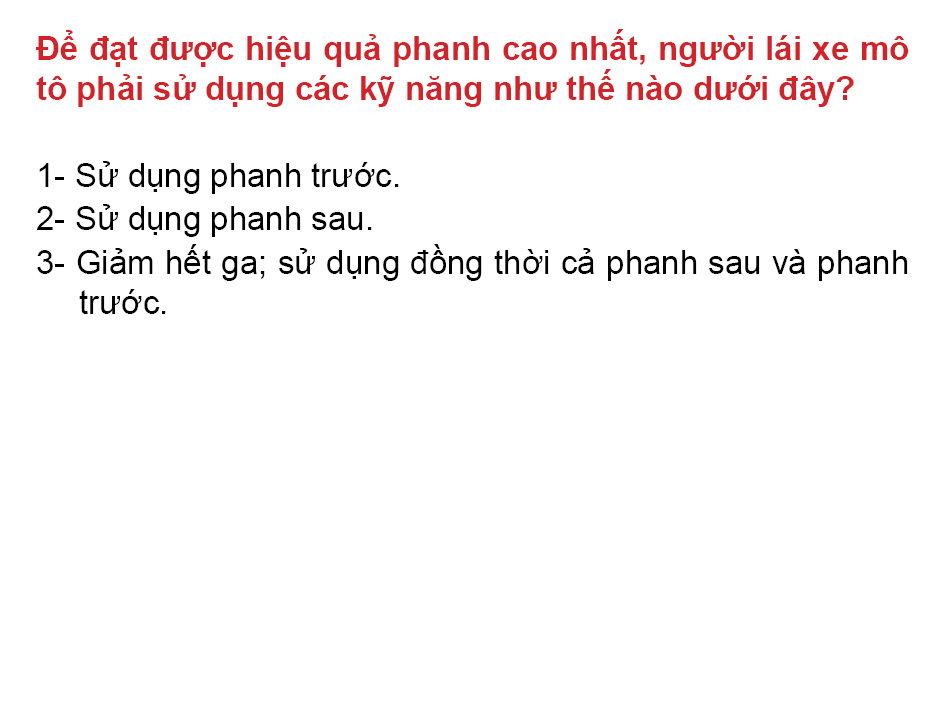 Để đạt được hiệu quả phanh cao nhất, người lái xe mô
tô phải sử dụng các kỹ năng như thế nào dưới đây?
1- Sử dụng phanh trước.
2- Sử dụng phanh sau.
3- Giảm hết ga; sử dụng đồng thời cả phanh sau và phanh
trước.